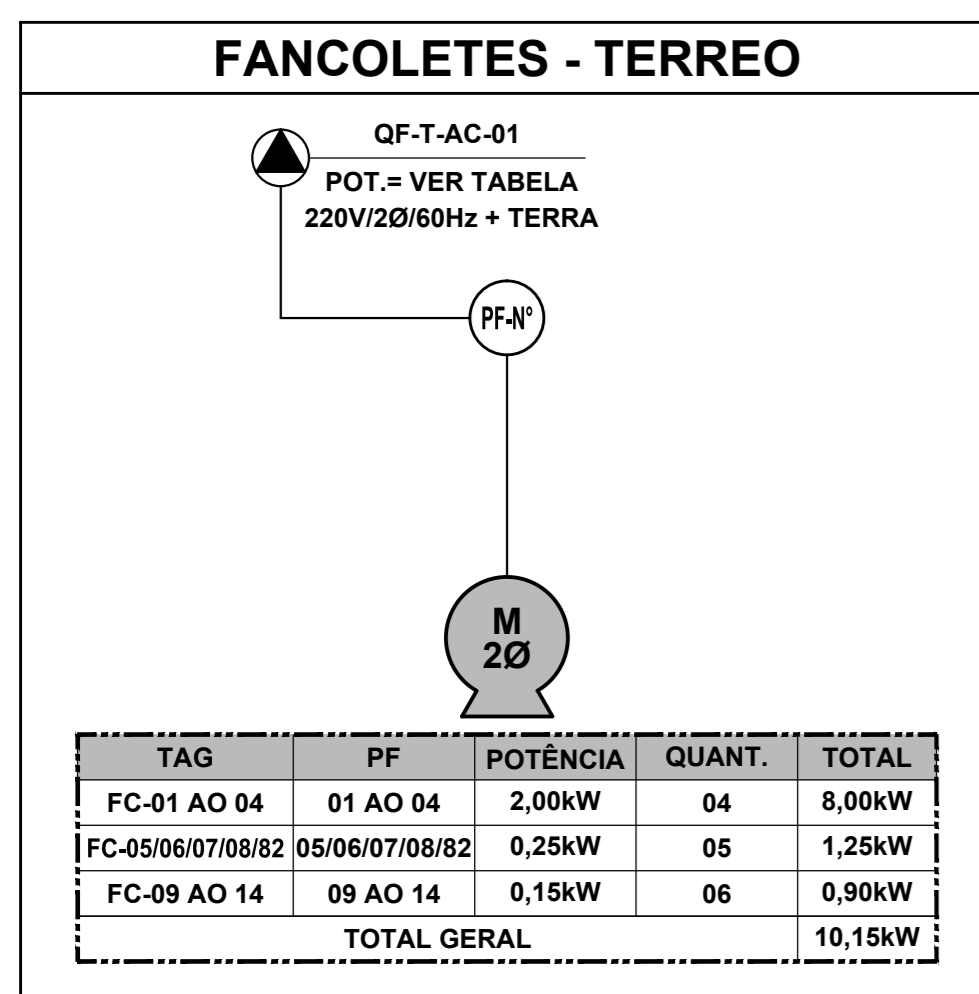 FANCOLETES - TERREO
QF-T-AC-01
POT.= VER TABELA
220V/2Ø/60Hz + TERRA
PF-Nº
M
2Ø
TAG PF POTÊNCIA QUANT. TOTAL
FC-01 AO 04 01 AO 04 2,00kW 04 8,00kW
FC-05/06/07/08/82 05/06/07/08/82 0,25kW 05 1,25kW
FC-09 AO 14 09 AO 14 0,15kW 06 0,90kW
TOTAL GERAL 10,15kW